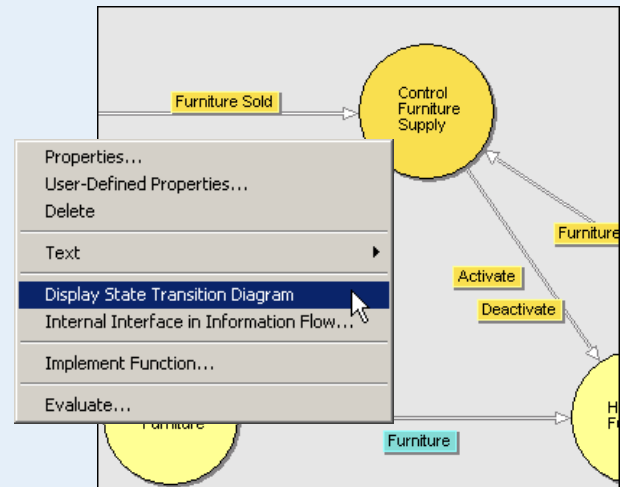 Control
Furniture
Supply
Furniture Sold
Properties...
User-Defined Properties...
Delete
Text
Display State Transition Diagram
Internal Interface in Information Flow...
Implement Function...
Evaluate...
Furniture
Activate
Deactivate
Furniture
Furniture
H
F